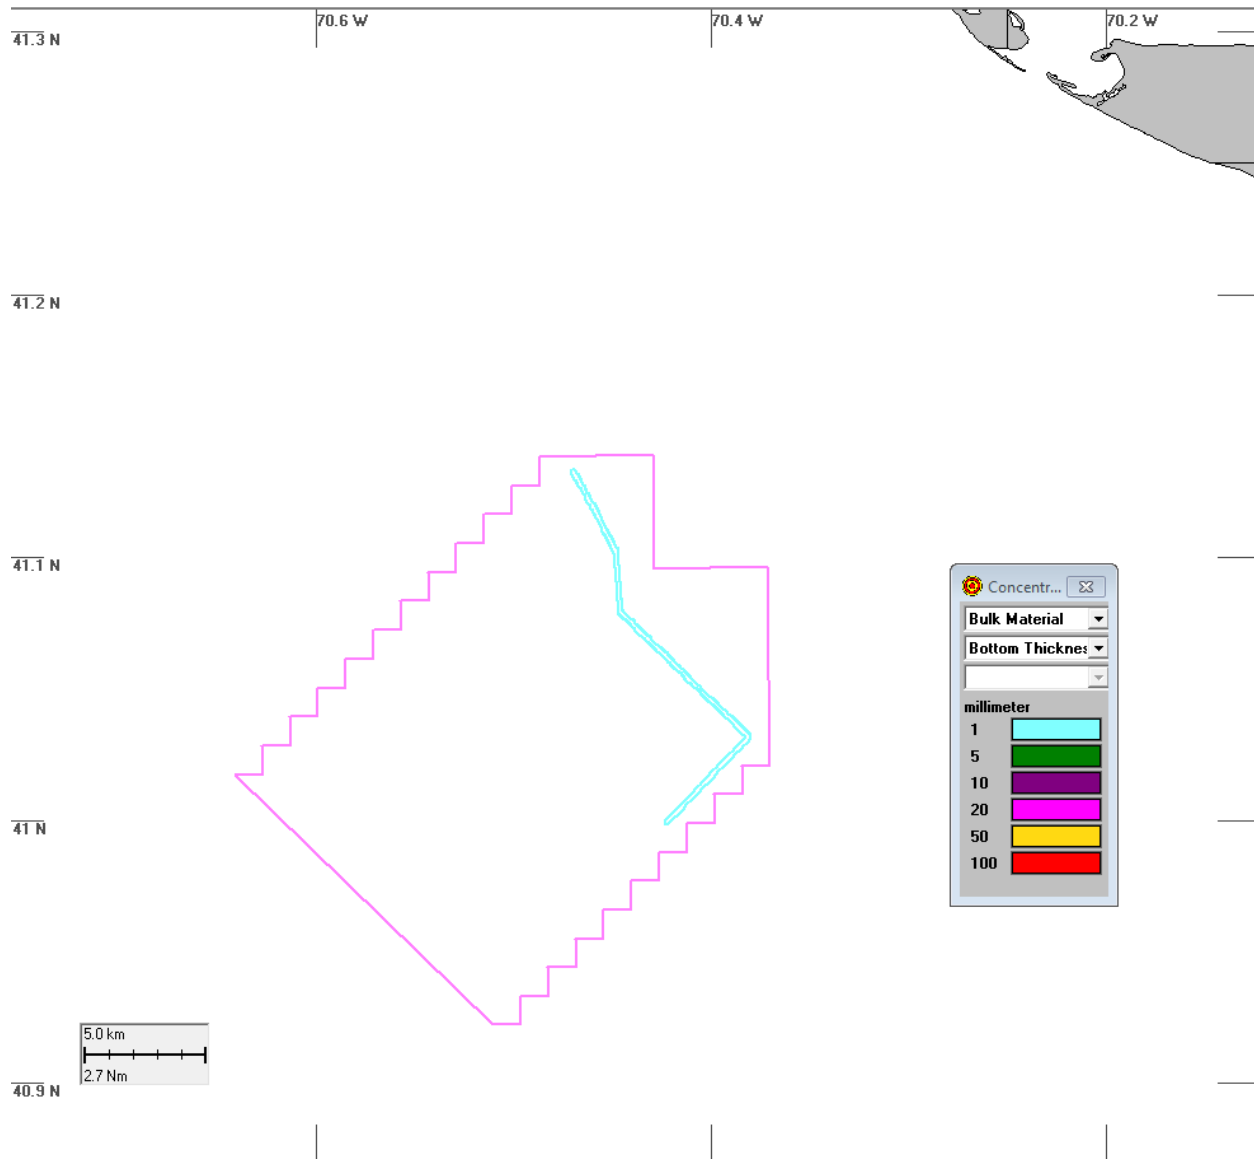 70.6 W
70.4 W
70.2 W
41.3 N
41.2 N
41.1 N
41 N
40.9 N
Concentr...
Bulk Material
Bottom Thicknes
millimeter
1
5
10
20
50
100
5.0 km
2.7 Nm